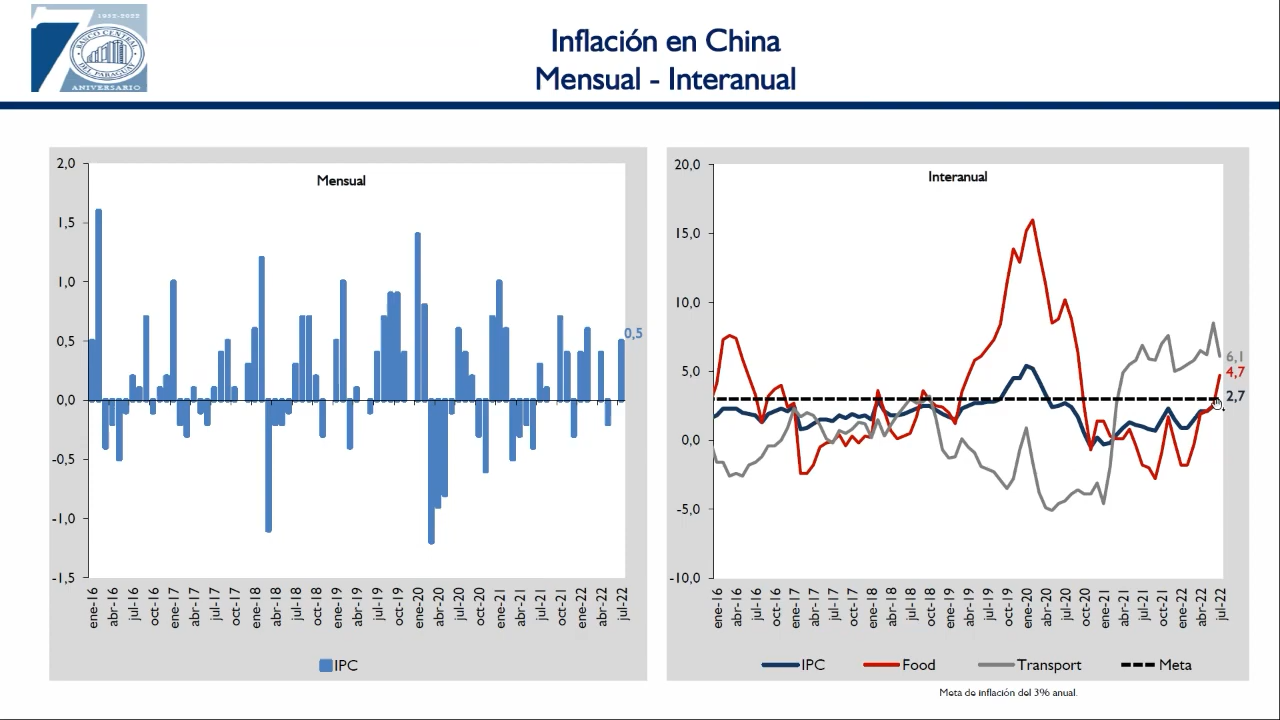 1952-2022
BANCO CENTRAL
DEL PARAGUAY
ANIVERSARIO
Inflación en China
Mensual - Interanual
Mensual
2,0
1,5
1,0
0,5
0,0
-0,5
-1,0
-1,5
0,5
ene-16
abr-16
jul-16
oct-16
ene-17
abr-17
jul-17
oct-17
ene-18
abr-18
jul-18
oct-18
ene-19
abr-19
jul-19
oct-19
ene-20
abr-20
jul-20
oct-20
ene-21
abr-21
jul-21
oct-21
ene-22
abr-22
jul-22
IPC
Interanual
20,0
15,0
10,0
5,0
0,0
-5,0
-10,0
6,1
4,7
2,7
ene-16
abr-16
jul-16
oct-16
ene-17
abr-17
jul-17
oct-17
ene-18
abr-18
jul-18
oct-18
ene-19
abr-19
jul-19
oct-19
ene-20
abr-20
jul-20
oct-20
ene-21
abr-21
jul-21
oct-21
ene-22
abr-22
jul-22
IPC Food Transport Meta
Meta de inflación del 3% anual.